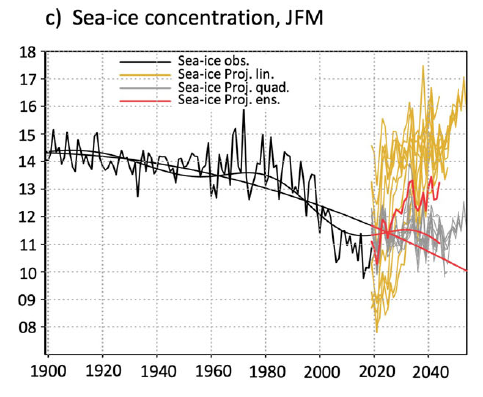 c) Sea-ice concentration, JFM
Sea-ice obs.
Sea-ice Proj. lin.
Sea-ice Proj. quad.
Sea-ice Proj. ens.
18
17
16
15
14
13
12
11
10
09
08
1900 1920 1940 1960 1980 2000 2020 2040